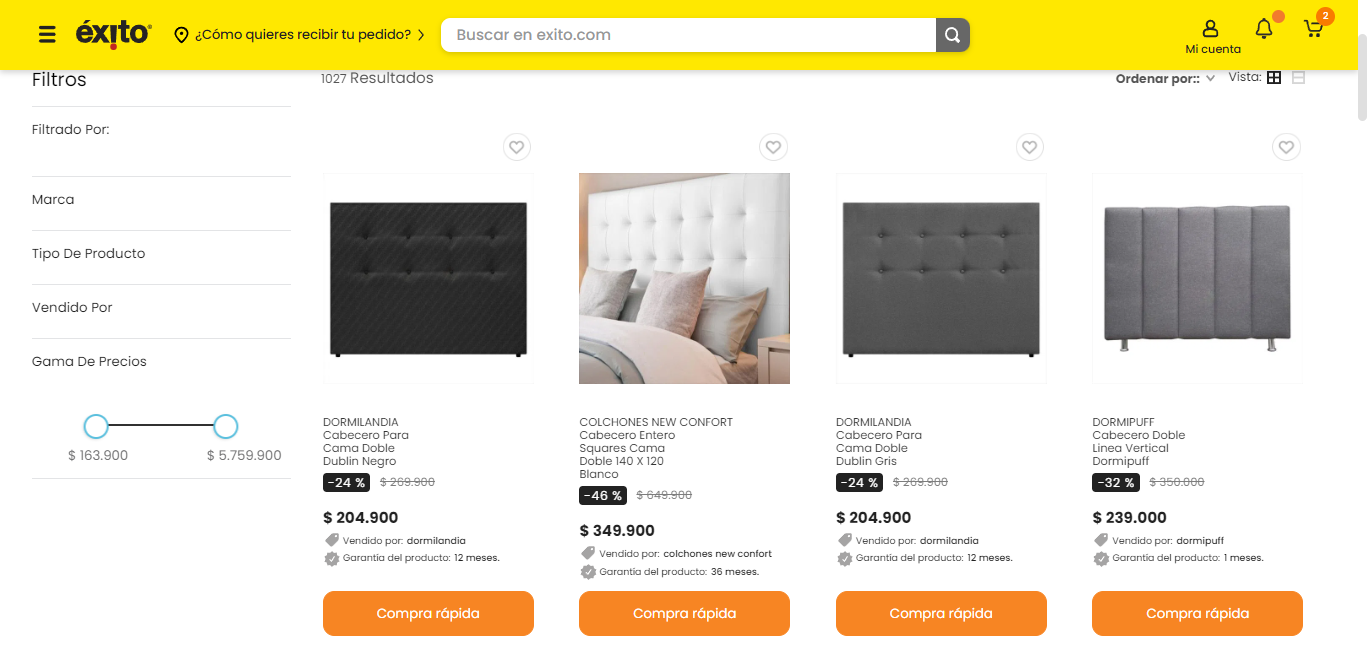 éxito
¿Cómo quieres recibir tu pedido?
Buscar en exito.com
Mi cuenta
2
Filtros
1027 Resultados
Ordenar por::
Vista:
Filtrado Por:
Marca
Tipo De Producto
Vendido Por
Gama De Precios
$ 163.900
$ 5.759.900
DORMILANDIA
Cabecero Para
Cama Doble
Dublin Negro
-24 % $ 269.900
$ 204.900
Vendido por: dormilandia
Garantía del producto: 12 meses.
Compra rápida
COLCHONES NEW CONFORT
Cabecero Entero
Squares Cama
Doble 140 X 120
Blanco
-46 % $ 649.900
$ 349.900
Vendido por: colchones new confort
Garantía del producto: 36 meses.
Compra rápida
DORMILANDIA
Cabecero Para
Cama Doble
Dublin Gris
-24 % $ 269.900
$ 204.900
Vendido por: dormilandia
Garantía del producto: 12 meses.
Compra rápida
DORMIPUFF
Cabecero Doble
Linea Vertical
Dormipuff
-32 % $ 350.000
$ 239.000
Vendido por: dormipuff
Garantía del producto: 1 meses.
Compra rápida